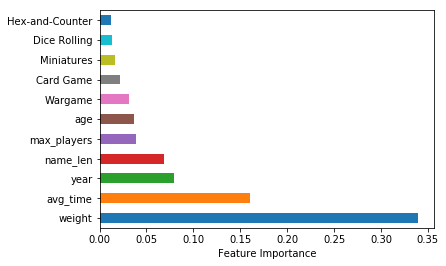 Hex-and-Counter
Dice Rolling
Miniatures
Card Game
Wargame
age
max_players
name_len
year
avg_time
weight
0.00 0.05 0.10 0.15 0.20 0.25 0.30 0.35
Feature Importance